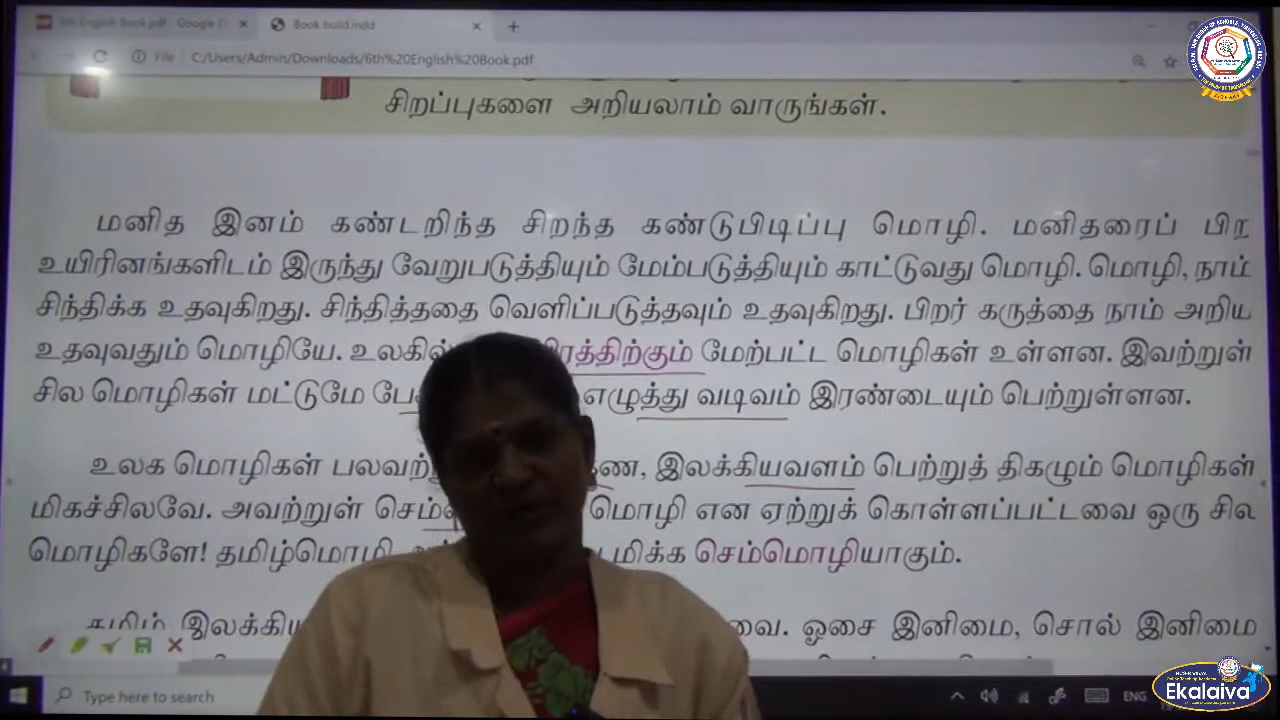 Book.build.indd
File
C:/Users/Admin/Downloads/6th%20English%20Book.pdf
சிறப்புகளை அறியலாம் வாருங்கள்.
மனித இனம் கண்டறிந்த சிறந்த கண்டுபிடிப்பு மொழி. மனிதரைப் பிற
உயிரினங்களிடம் இருந்து வேறுபடுத்தியும் மேம்படுத்தியும் காட்டுவது மொழி. மொழி, நாம்
சிந்திக்க உதவுகிறது. சிந்தித்ததை வெளிப்படுத்தவும் உதவுகிறது. பிறர் கருத்தை நாம் அறிய
உதவுவதும் மொழியே. உலகில் மேற்பட்ட மொழிகள் உள்ளன. இவற்றுள்
சில மொழிகள் மட்டுமே எழுத்து வடிவம் இரண்டையும் பெற்றுள்ளன.
உலக மொழிகள் இலக்கியவளம் பெற்றுத் திகழும் மொழிகள்
மிகச்சிலவே. அவற்றுள் மொழி என ஏற்றுக் கொள்ளப்பட்டவை ஒரு சில
மொழிகளே! தமிழ்மொழி மிக்க செம்மொழியாகும்.
தமிழ் ஓசை இனிமை, சொல் இனிமை
Type here to search
ENG
Ekalaiva